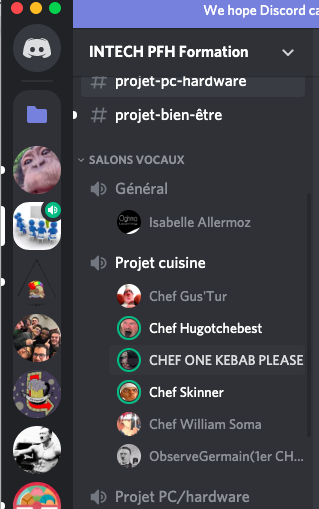 We hope Discord ca
INTECH PFH Formation
projet-pc-hardware
projet-bien-être
SALONS VOCAUX
Général
Isabelle Allermoz
Projet cuisine
Chef Gus'Tur
Chef Hugotchebest
CHEF ONE KEBAB PLEASE
Chef Skinner
Chef William Soma
ObserveGermain(1er CH...
Projet PC/hardware